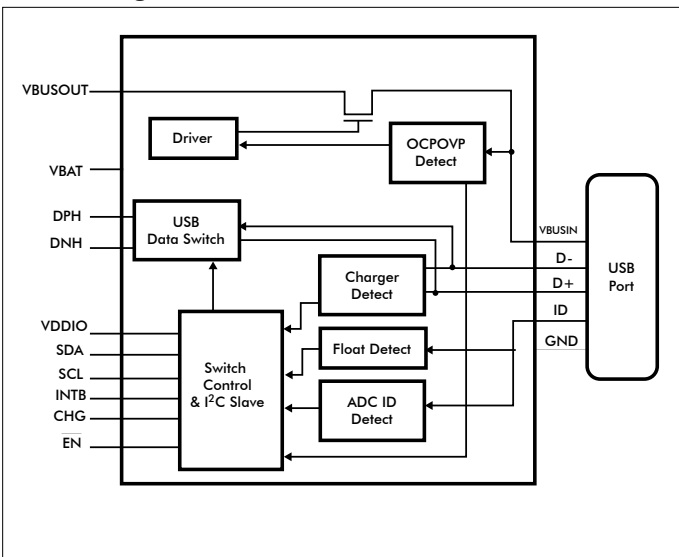 VBUSOUT
Driver
OCPOVP
Detect
VBAT
DPH
DNH
USB
Data Switch
VBUSIN
D-
D+
ID
GND
USB
Port
Charger
Detect
VDDIO
SDA
SCL
INTB
CHG
EN
Switch
Control
& I²C Slave
Float Detect
ADC ID
Detect